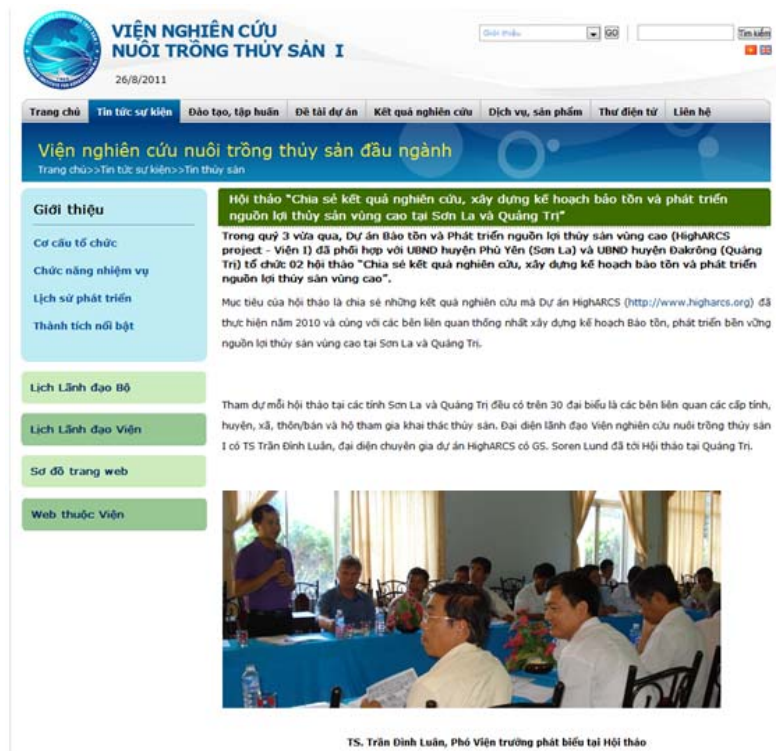 VIỆN NGHIÊN CỨU
NUÔI TRỒNG THỦY SẢN I
26/8/2011
Giới thiệu
GO
Tìm kiếm
Trang chủ
Tin tức sự kiện
Đào tạo, tập huấn
Đề tài dự án
Kết quả nghiên cứu
Dịch vụ, sản phẩm
Thư điện tử
Liên hệ
Viện nghiên cứu nuôi trồng thủy sản đầu ngành
Trang chủ>>Tin tức sự kiện>>Tin thủy sản
Giới thiệu
Cơ cấu tổ chức
Chức năng nhiệm vụ
Lịch sử phát triển
Thành tích nổi bật
Lịch Lãnh đạo Bộ
Lịch Lãnh đạo Viện
Sơ đồ trang web
Web thuộc Viện
Hội thảo "Chia sẻ kết quả nghiên cứu, xây dựng kế hoạch bảo tồn và phát triển
nguồn lợi thủy sản vùng cao tại Sơn La và Quảng Trị"
Trong quý 3 vừa qua, Dự án Bảo tồn và Phát triển nguồn lợi thủy sản vùng cao (HighARCS
project - Viện I) đã phối hợp với UBND huyện Phù Yên (Sơn La) và UBND huyện Đakrông (Quảng
Trị) tổ chức 02 hội thảo "Chia sẻ kết quả nghiên cứu, xây dựng kế hoạch bảo tồn và phát triển
nguồn lợi thủy sản vùng cao".
Mục tiêu của hội thảo là chia sẻ những kết quả nghiên cứu mà Dự án HighARCS (http://www.higharcs.org) đã
thực hiện năm 2010 và cùng với các bên liên quan thống nhất xây dựng kế hoạch Bảo tồn, phát triển bền vững
nguồn lợi thủy sản vùng cao tại Sơn La và Quảng Trị.
Tham dự mỗi hội thảo tại các tỉnh Sơn La và Quảng Trị đều có trên 30 đại biểu là các bên liên quan các cấp tỉnh,
huyện, xã, thôn/bản và hộ tham gia khai thác thủy sản. Đại diện lãnh đạo Viện nghiên cứu nuôi trồng thủy sản
I có TS Trần Đình Luân, đại diện chuyên gia dự án HighARCS có GS. Soren Lund đã tới Hội thảo tại Quảng Trị.
TS. Trần Đình Luân, Phó Viện trưởng phát biểu tại Hội thảo